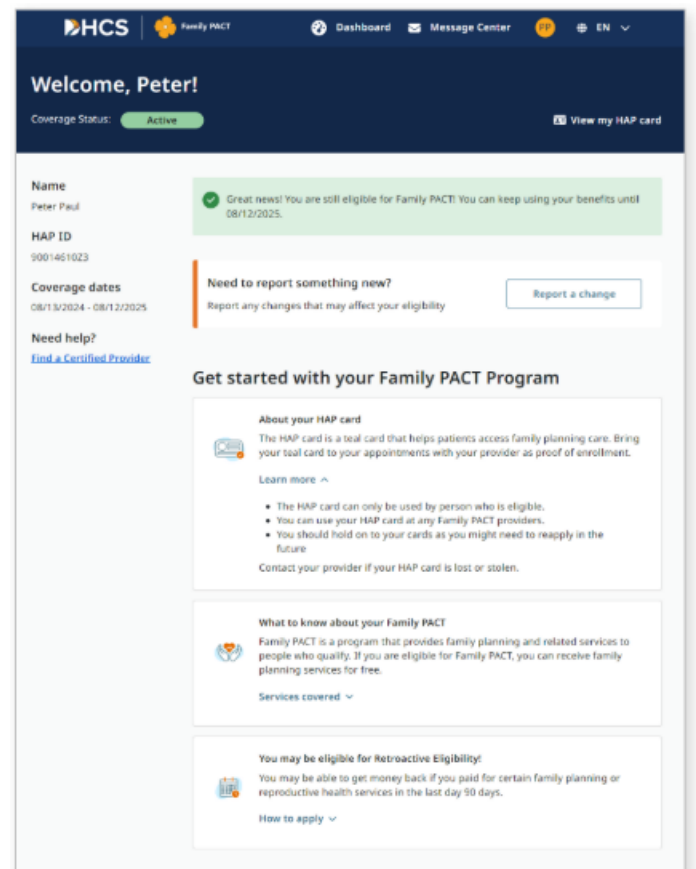 DHCS Family PACT Dashboard Message Center PP EN
Welcome, Peter!
Coverage Status: Active View my HAP card
Name
Peter Paul
HAP ID
9001461023
Coverage dates
08/13/2024 - 08/12/2025
Need help?
Find a Certified Provider
Great news! You are still eligible for Family PACT! You can keep using your benefits until
08/12/2025.
Need to report something new?
Report any changes that may affect your eligibility
Report a change
Get started with your Family PACT Program
About your HAP card
The HAP card is a teal card that helps patients access family planning care. Bring
your teal card to your appointments with your provider as proof of enrollment.
Learn more
• The HAP card can only be used by person who is eligible.
• You can use your HAP card at any Family PACT providers.
• You should hold on to your cards as you might need to reapply in the
future
Contact your provider if your HAP card is lost or stolen.
What to know about your Family PACT
Family PACT is a program that provides family planning and related services to
people who qualify. If you are eligible for Family PACT, you can receive family
planning services for free.
Services covered
You may be eligible for Retroactive Eligibility!
You may be able to get money back if you paid for certain family planning or
reproductive health services in the last day 90 days.
How to apply